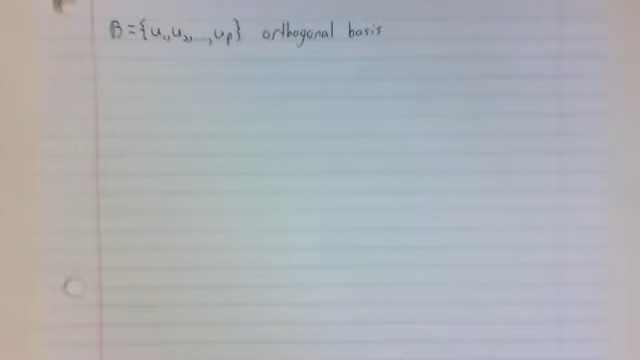 B = {u₁, u₂, ..., uₚ} orthogonal basis